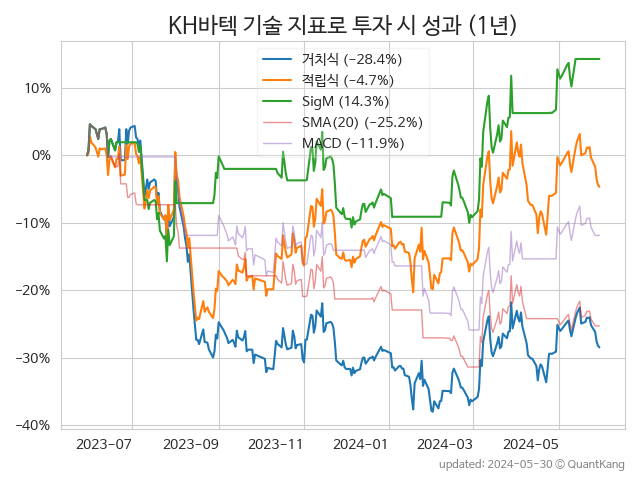 KH바텍 기술 지표로 투자 시 성과 (1년)
거치식 (−28.4%)
적립식 (−4.7%)
SigM (14.3%)
SMA(20) (−25.2%)
MACD (−11.9%)
10%
0%
−10%
−20%
−30%
−40%
2023-07 2023-09 2023-11 2024-01 2024-03 2024-05
updated: 2024-05-30 © QuantKang